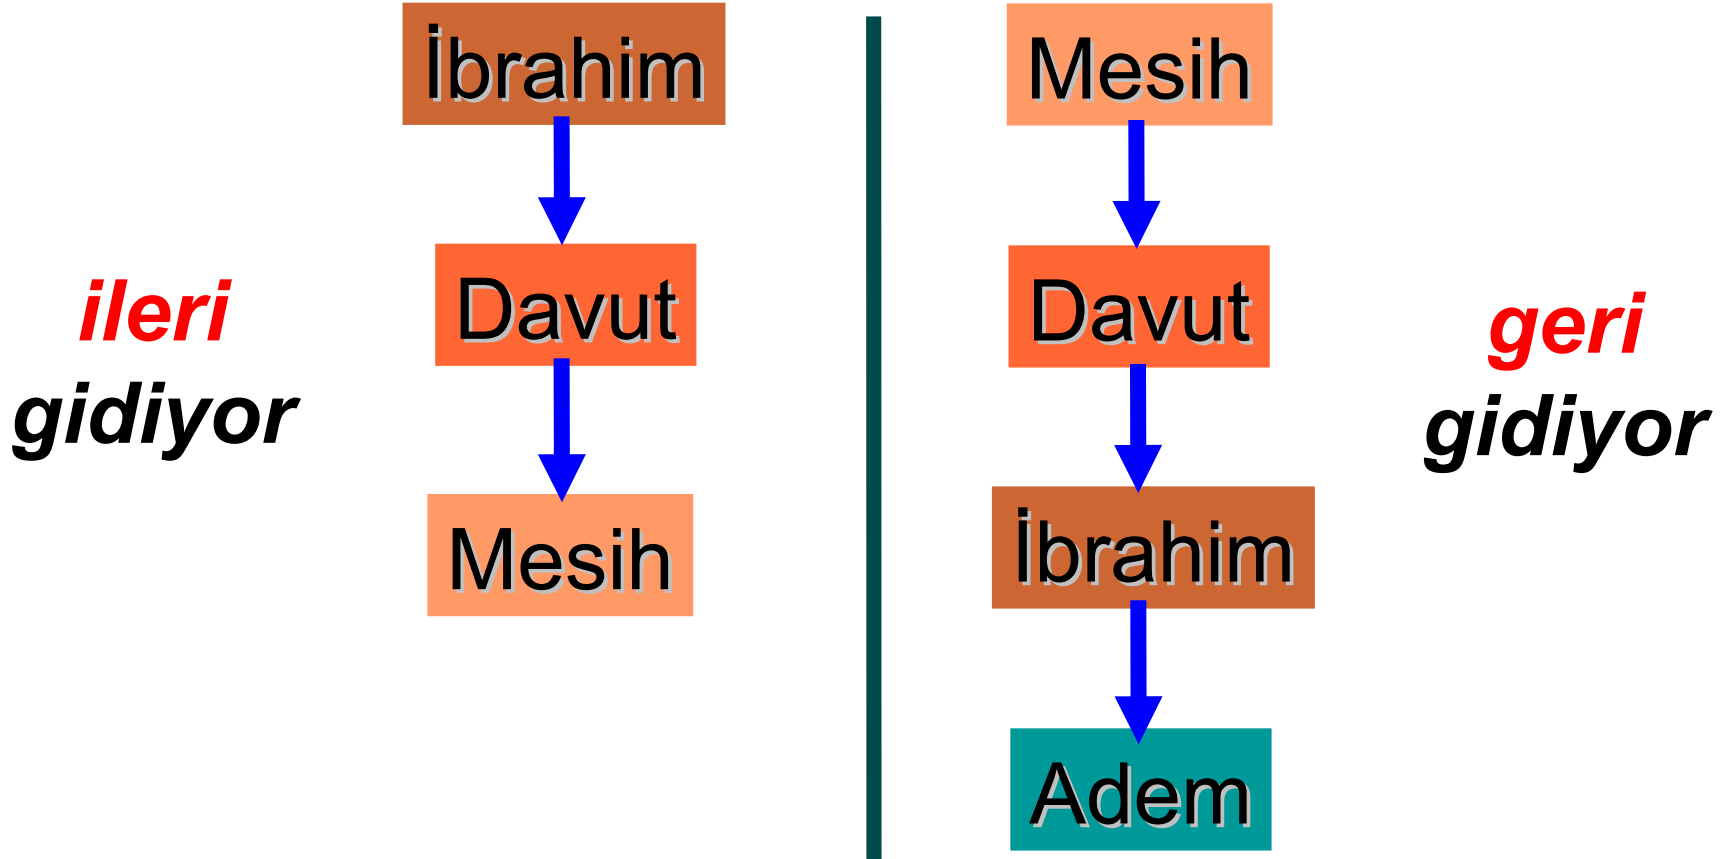 İbrahim
Davut
Mesih
ileri
gidiyor
Mesih
Davut
İbrahim
Adem
geri
gidiyor